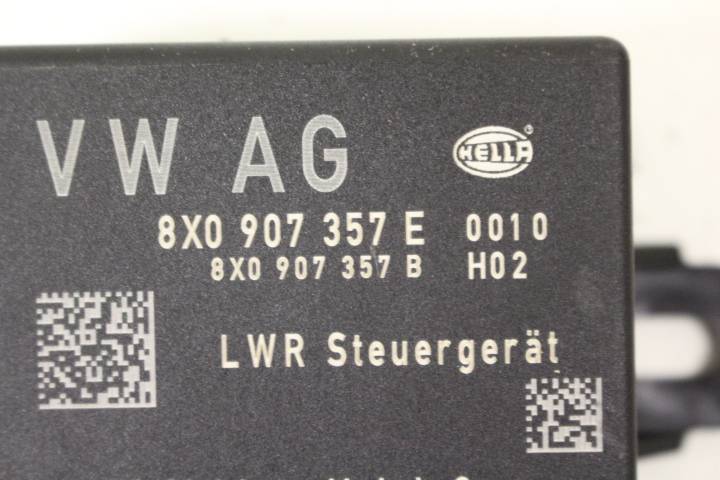 VW AG
HELLA
8X0 907 357 E 0010
8X0 907 357 B H02
LWR Steuergerät